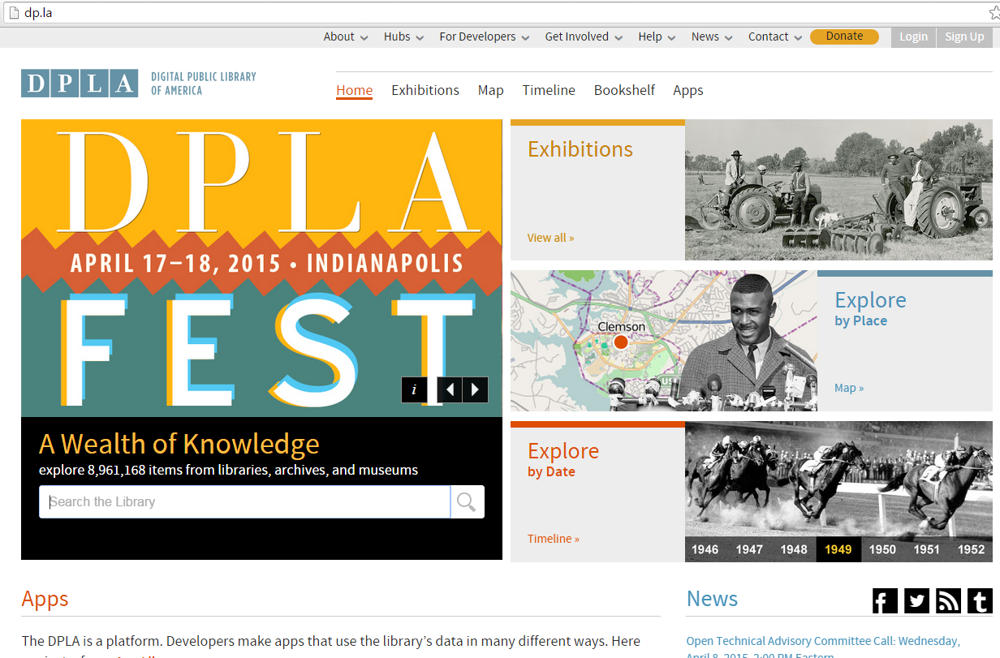 dp.la
About Hubs For Developers Get Involved Help News Contact Donate Login Sign Up
DPLA DIGITAL PUBLIC LIBRARY
OF AMERICA
Home Exhibitions Map Timeline Bookshelf Apps
DPLA
APRIL 17–18, 2015 • INDIANAPOLIS
FEST
i
A Wealth of Knowledge
explore 8,961,168 items from libraries, archives, and museums
Search the Library
Exhibitions
View all »
Clemson
US
Explore
by Place
Map »
Explore
by Date
Timeline »
1946 1947 1948 1949 1950 1951 1952
Apps
The DPLA is a platform. Developers make apps that use the library’s data in many different ways. Here
News
Open Technical Advisory Committee Call: Wednesday,
April 8, 2015, 2:00 PM Eastern